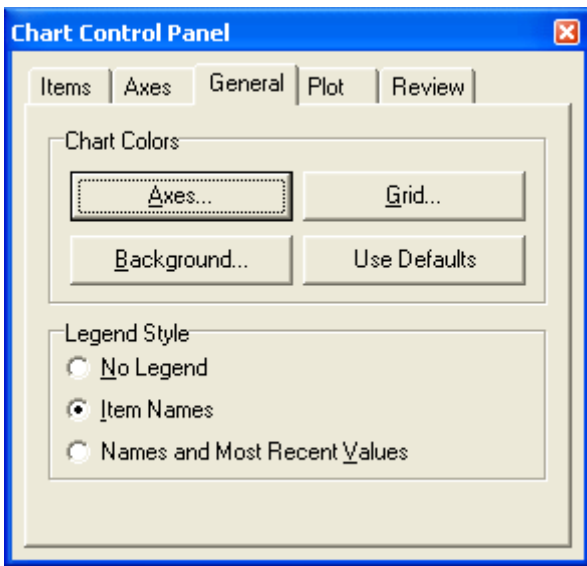 Chart Control Panel
Items Axes General Plot Review
Chart Colors
Axes... Grid...
Background... Use Defaults
Legend Style
No Legend
Item Names
Names and Most Recent Values